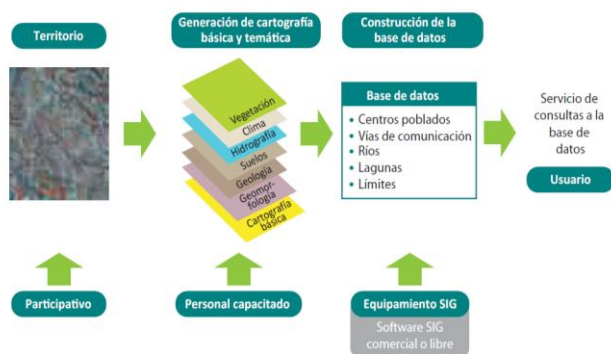 Territorio
Generación de cartografía
básica y temática
Construcción de la
base de datos
Vegetación
Clima
Hidrografía
Suelos
Geología
Geomor-
fología
Cartografía
básica
Base de datos
• Centros poblados
• Vías de comunicación
• Ríos
• Lagunas
• Límites
Servicio de
consultas a la
base de
datos
Usuario
Participativo
Personal capacitado
Equipamiento SIG
Software SIG
comercial o libre